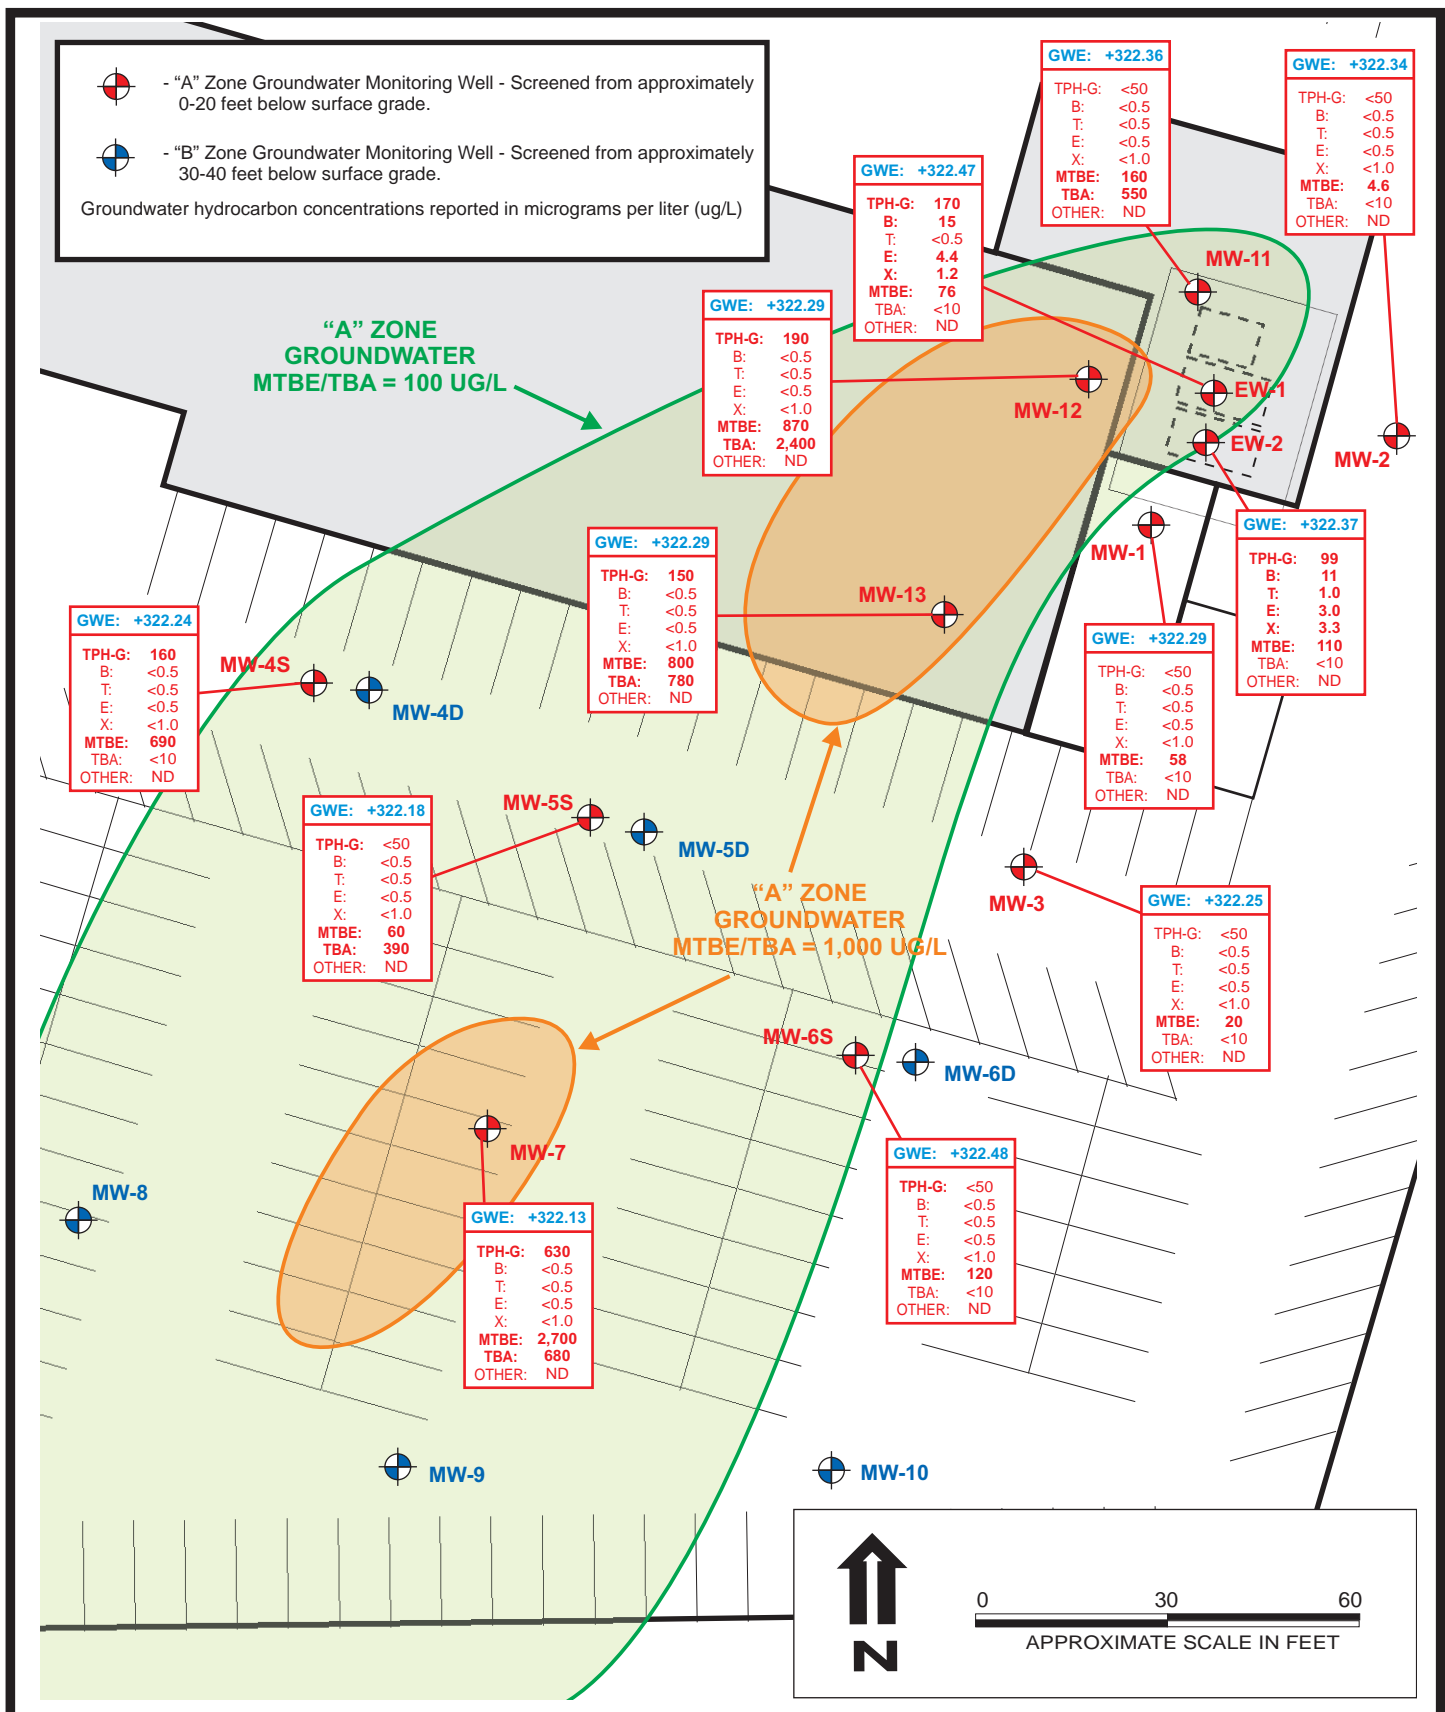 - “A” Zone Groundwater Monitoring Well - Screened from approximately
0-20 feet below surface grade.
- “B” Zone Groundwater Monitoring Well - Screened from approximately
30-40 feet below surface grade.
Groundwater hydrocarbon concentrations reported in micrograms per liter (ug/L)
GWE: +322.36
TPH-G: <50
B: <0.5
T: <0.5
E: <0.5
X: <1.0
MTBE: 160
TBA: 550
OTHER: ND
GWE: +322.34
TPH-G: <50
B: <0.5
T: <0.5
E: <0.5
X: <1.0
MTBE: 4.6
TBA: <10
OTHER: ND
GWE: +322.47
TPH-G: 170
B: 15
T: <0.5
E: 4.4
X: 1.2
MTBE: 76
TBA: <10
OTHER: ND
MW-11
GWE: +322.29
TPH-G: 190
B: <0.5
T: <0.5
E: <0.5
X: <1.0
MTBE: 870
TBA: 2,400
OTHER: ND
“A” ZONE
GROUNDWATER
MTBE/TBA = 100 UG/L
MW-12
EW-1
EW-2
MW-2
GWE: +322.29
TPH-G: 150
B: <0.5
T: <0.5
E: <0.5
X: <1.0
MTBE: 800
TBA: 780
OTHER: ND
MW-1
GWE: +322.37
TPH-G: 99
B: 11
T: 1.0
E: 3.0
X: 3.3
MTBE: 110
TBA: <10
OTHER: ND
MW-13
GWE: +322.24
TPH-G: 160
B: <0.5
T: <0.5
E: <0.5
X: <1.0
MTBE: 690
TBA: <10
OTHER: ND
MW-4S
MW-4D
GWE: +322.29
TPH-G: <50
B: <0.5
T: <0.5
E: <0.5
X: <1.0
MTBE: 58
TBA: <10
OTHER: ND
GWE: +322.18
TPH-G: <50
B: <0.5
T: <0.5
E: <0.5
X: <1.0
MTBE: 60
TBA: 390
OTHER: ND
MW-5S
MW-5D
“A” ZONE
GROUNDWATER
MTBE/TBA = 1,000 UG/L
MW-3
GWE: +322.25
TPH-G: <50
B: <0.5
T: <0.5
E: <0.5
X: <1.0
MTBE: 20
TBA: <10
OTHER: ND
MW-6S
MW-6D
MW-7
GWE: +322.48
TPH-G: <50
B: <0.5
T: <0.5
E: <0.5
X: <1.0
MTBE: 120
TBA: <10
OTHER: ND
MW-8
GWE: +322.13
TPH-G: 630
B: <0.5
T: <0.5
E: <0.5
X: <1.0
MTBE: 2,700
TBA: 680
OTHER: ND
MW-9
MW-10
N
0 30 60
APPROXIMATE SCALE IN FEET